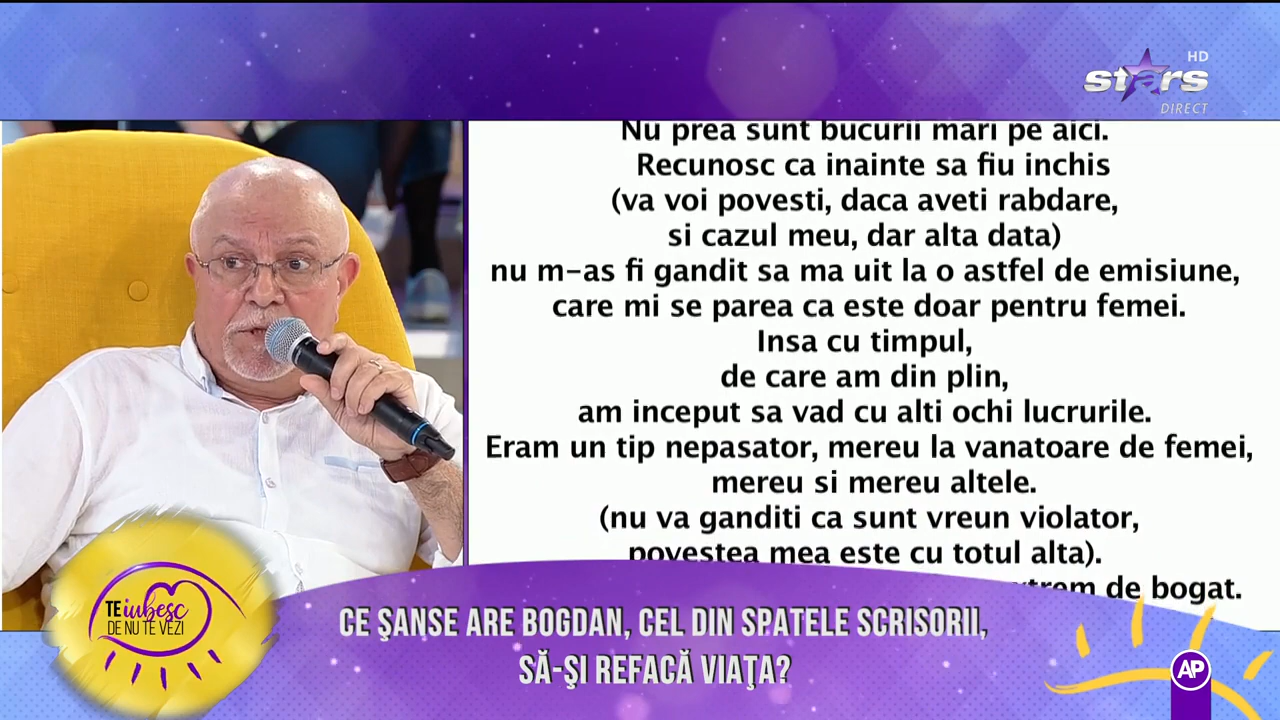 HD
stars
DIRECT
Nu prea sunt bucurii mari pe aici.
Recunosc ca inainte sa fiu inchis
(va voi povesti, daca aveti rabdare,
si cazul meu, dar alta data)
nu m-as fi gandit sa ma uit la o astfel de emisiune,
care mi se parea ca este doar pentru femei.
Insa cu timpul,
de care am din plin,
am inceput sa vad cu alti ochi lucrurile.
Eram un tip nepasator, mereu la vanatoare de femei,
mereu si mereu altele.
(nu va ganditi ca sunt vreun violator,
povestea mea este cu totul alta).
de bogat.
TE iubesc
DE NU TE VEZI
CE ŞANSE ARE BOGDAN, CEL DIN SPATELE SCRISORII,
SĂ-ŞI REFACĂ VIAŢA?
AP